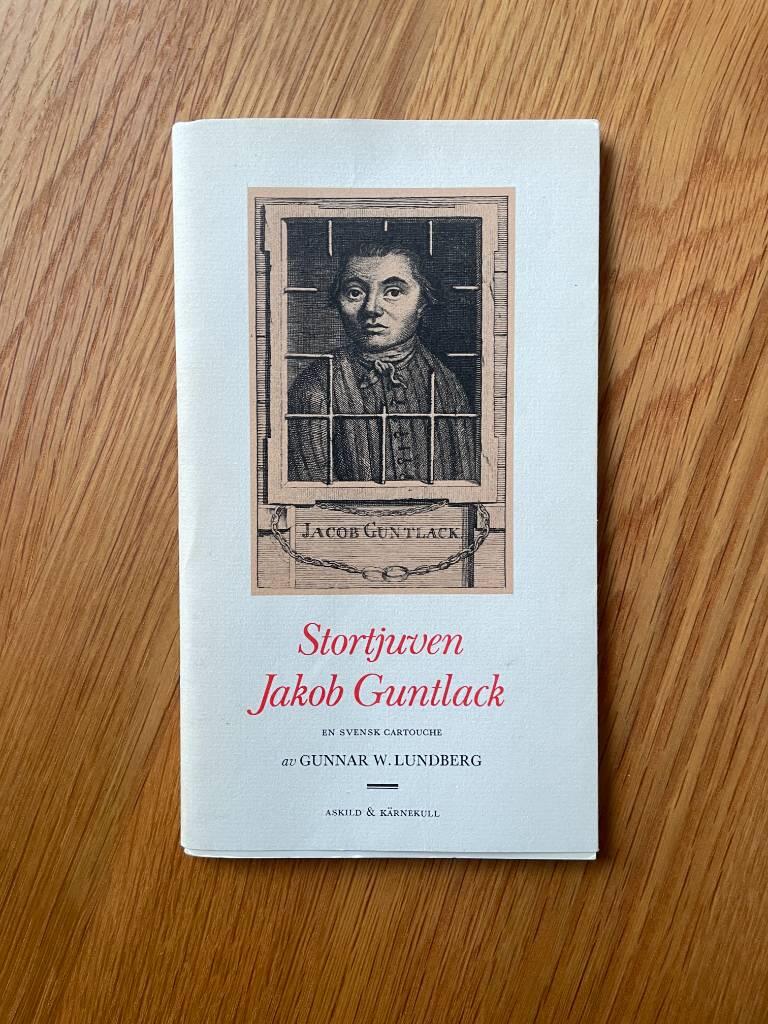 JACOB GUNTLACK
Stortjuven
Jakob Guntlack
EN SVENSK CARTOUCHE
av GUNNAR W. LUNDBERG
ASKILD & KÄRNEKULL